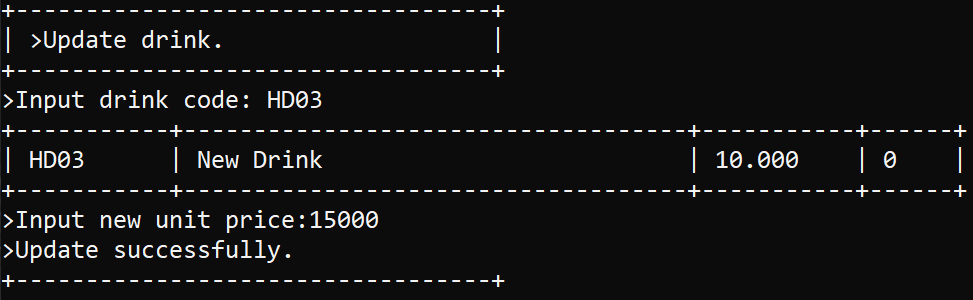 +----------------------------------+
| >Update drink.                   |
+----------------------------------+
>Input drink code: HD03
+-----------+-------------------------------------+-----------+------+
| HD03      | New Drink                           | 10.000    | 0    |
+-----------+-------------------------------------+-----------+------+
>Input new unit price:15000
>Update successfully.
+----------------------------------+